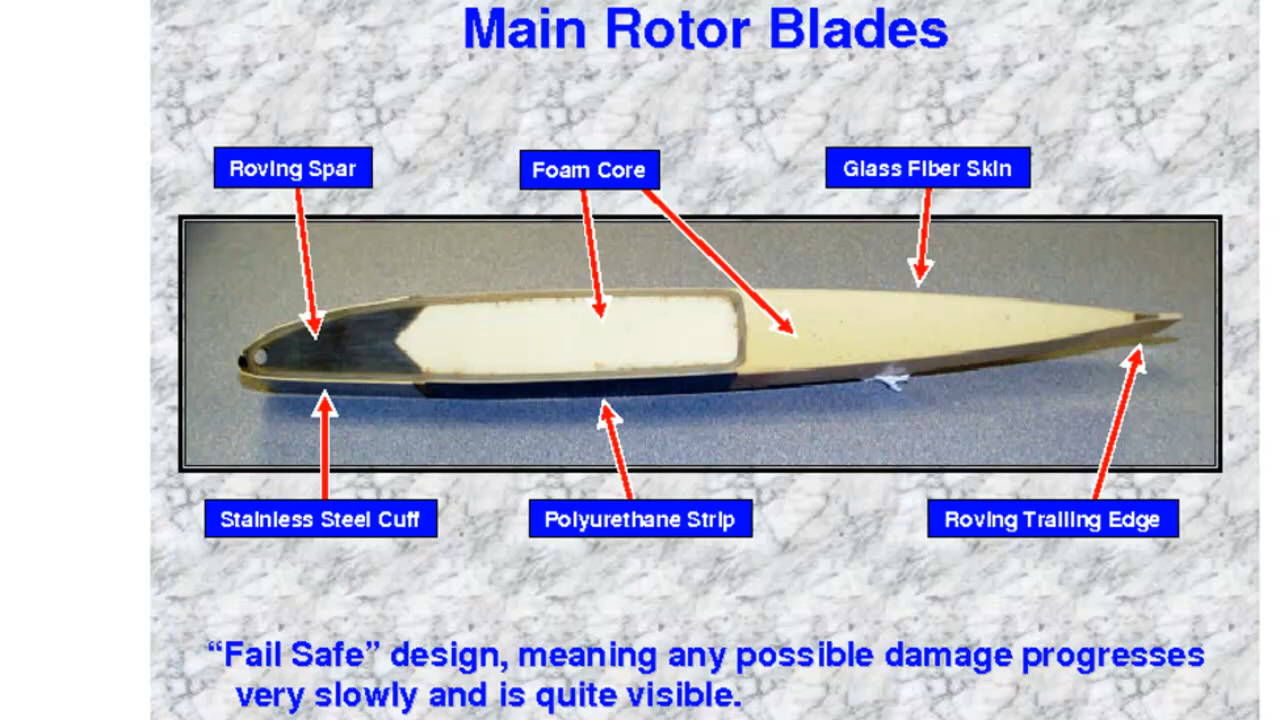 Main Rotor Blades
Roving Spar
Foam Core
Glass Fiber Skin
Stainless Steel Cuff
Polyurethane Strip
Roving Trailing Edge
“Fail Safe” design, meaning any possible damage progresses
very slowly and is quite visible.